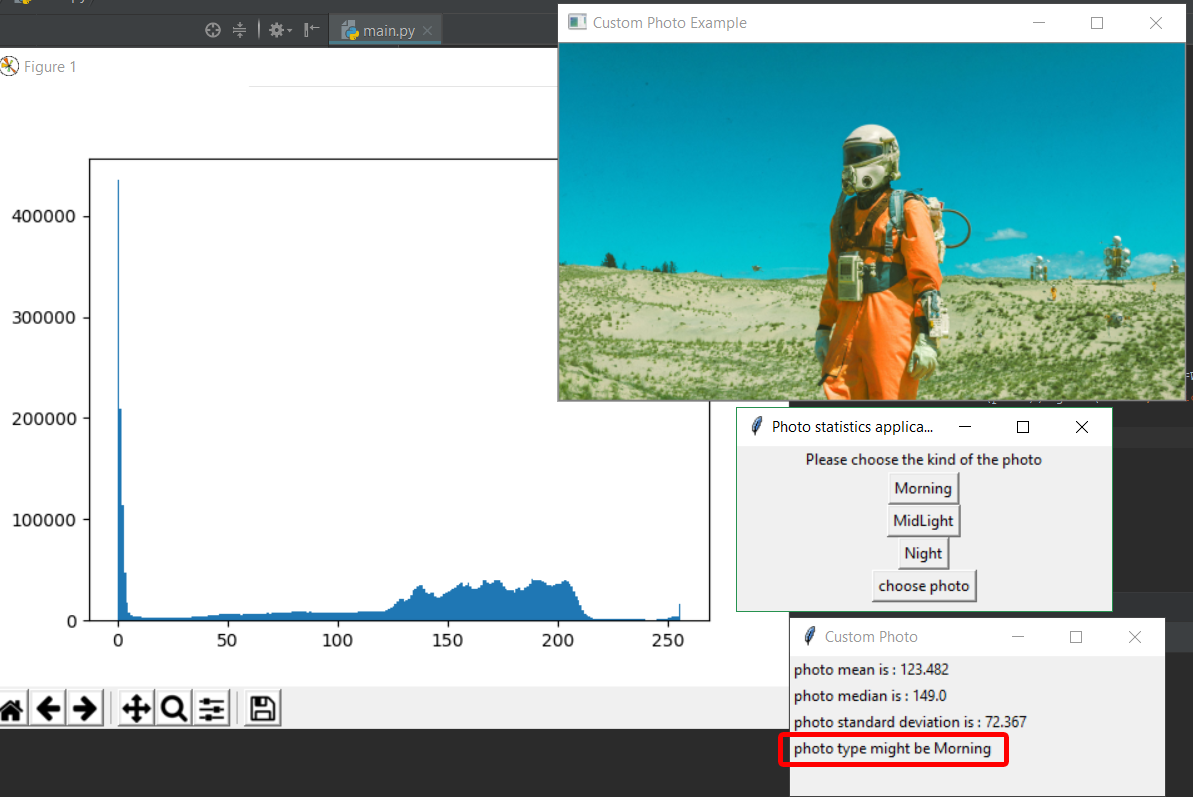 main.py
Figure 1
400000
300000
200000
100000
0
0 50 100 150 200 250
Custom Photo Example
Photo statistics applica...
Please choose the kind of the photo
Morning
MidLight
Night
choose photo
Custom Photo
photo mean is : 123.482
photo median is : 149.0
photo standard deviation is : 72.367
photo type might be Morning